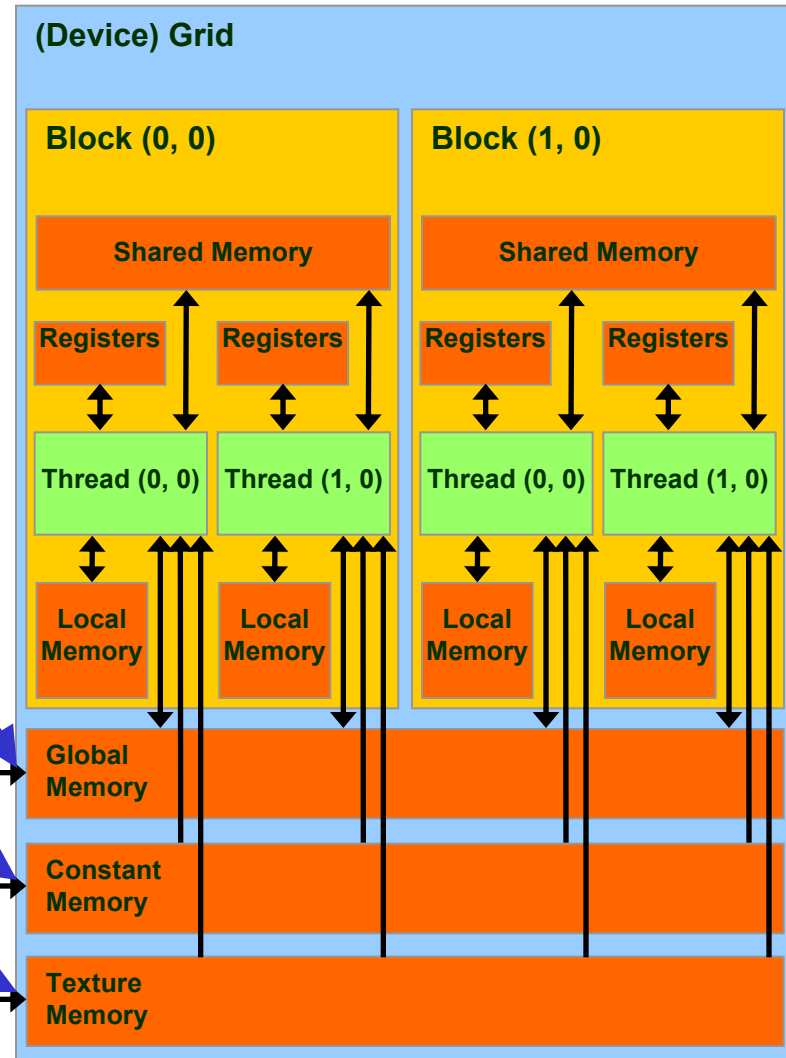 (Device) Grid
Block (0, 0)
Block (1, 0)
Shared Memory
Shared Memory
Registers
Registers
Registers
Registers
Thread (0, 0)
Thread (1, 0)
Thread (0, 0)
Thread (1, 0)
Local
Memory
Local
Memory
Local
Memory
Local
Memory
Global
Memory
Constant
Memory
Texture
Memory